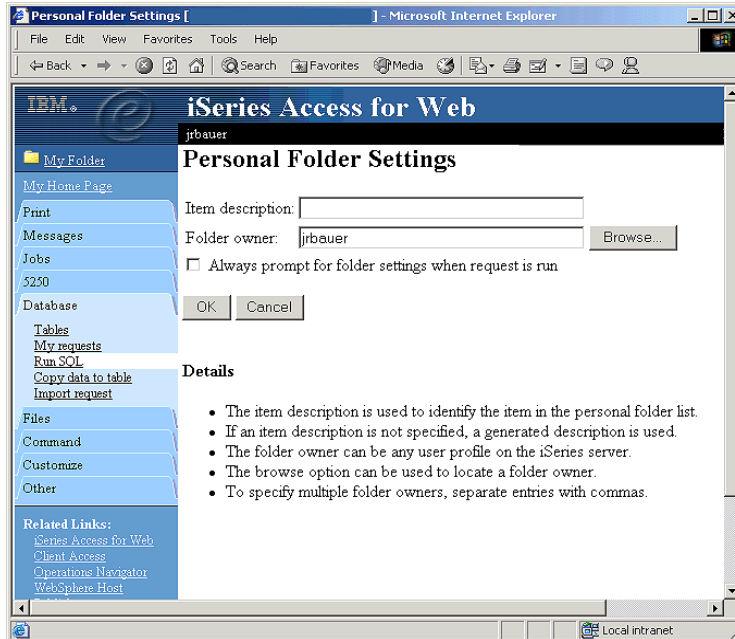 Personal Folder Settings [ ] - Microsoft Internet Explorer
File Edit View Favorites Tools Help
Back Search Favorites Media
IBM
iSeries Access for Web
jrbauer
My Folder
My Home Page
Print
Messages
Jobs
5250
Database
Tables
My requests
Run SQL
Copy data to table
Import request
Files
Command
Customize
Other
Related Links:
iSeries Access for Web
Client Access
Operations Navigator
WebSphere Host
Personal Folder Settings
Item description:
Folder owner: jrbauer Browse...
Always prompt for folder settings when request is run
OK Cancel
Details
• The item description is used to identify the item in the personal folder list.
• If an item description is not specified, a generated description is used.
• The folder owner can be any user profile on the iSeries server.
• The browse option can be used to locate a folder owner.
• To specify multiple folder owners, separate entries with commas.
Local intranet